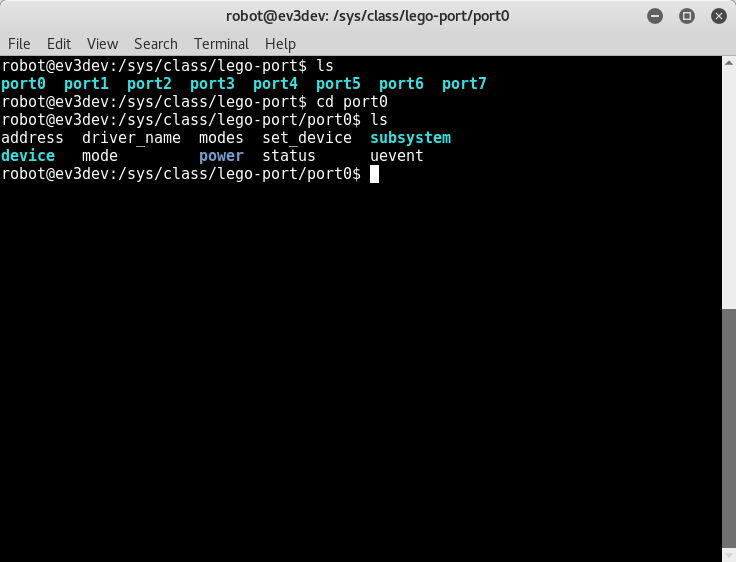 robot@ev3dev: /sys/class/lego-port/port0
File Edit View Search Terminal Help
robot@ev3dev:/sys/class/lego-port$ ls
port0  port1  port2  port3  port4  port5  port6  port7
robot@ev3dev:/sys/class/lego-port$ cd port0
robot@ev3dev:/sys/class/lego-port/port0$ ls
address  driver_name  modes  set_device  subsystem
device   mode         power  status      uevent
robot@ev3dev:/sys/class/lego-port/port0$